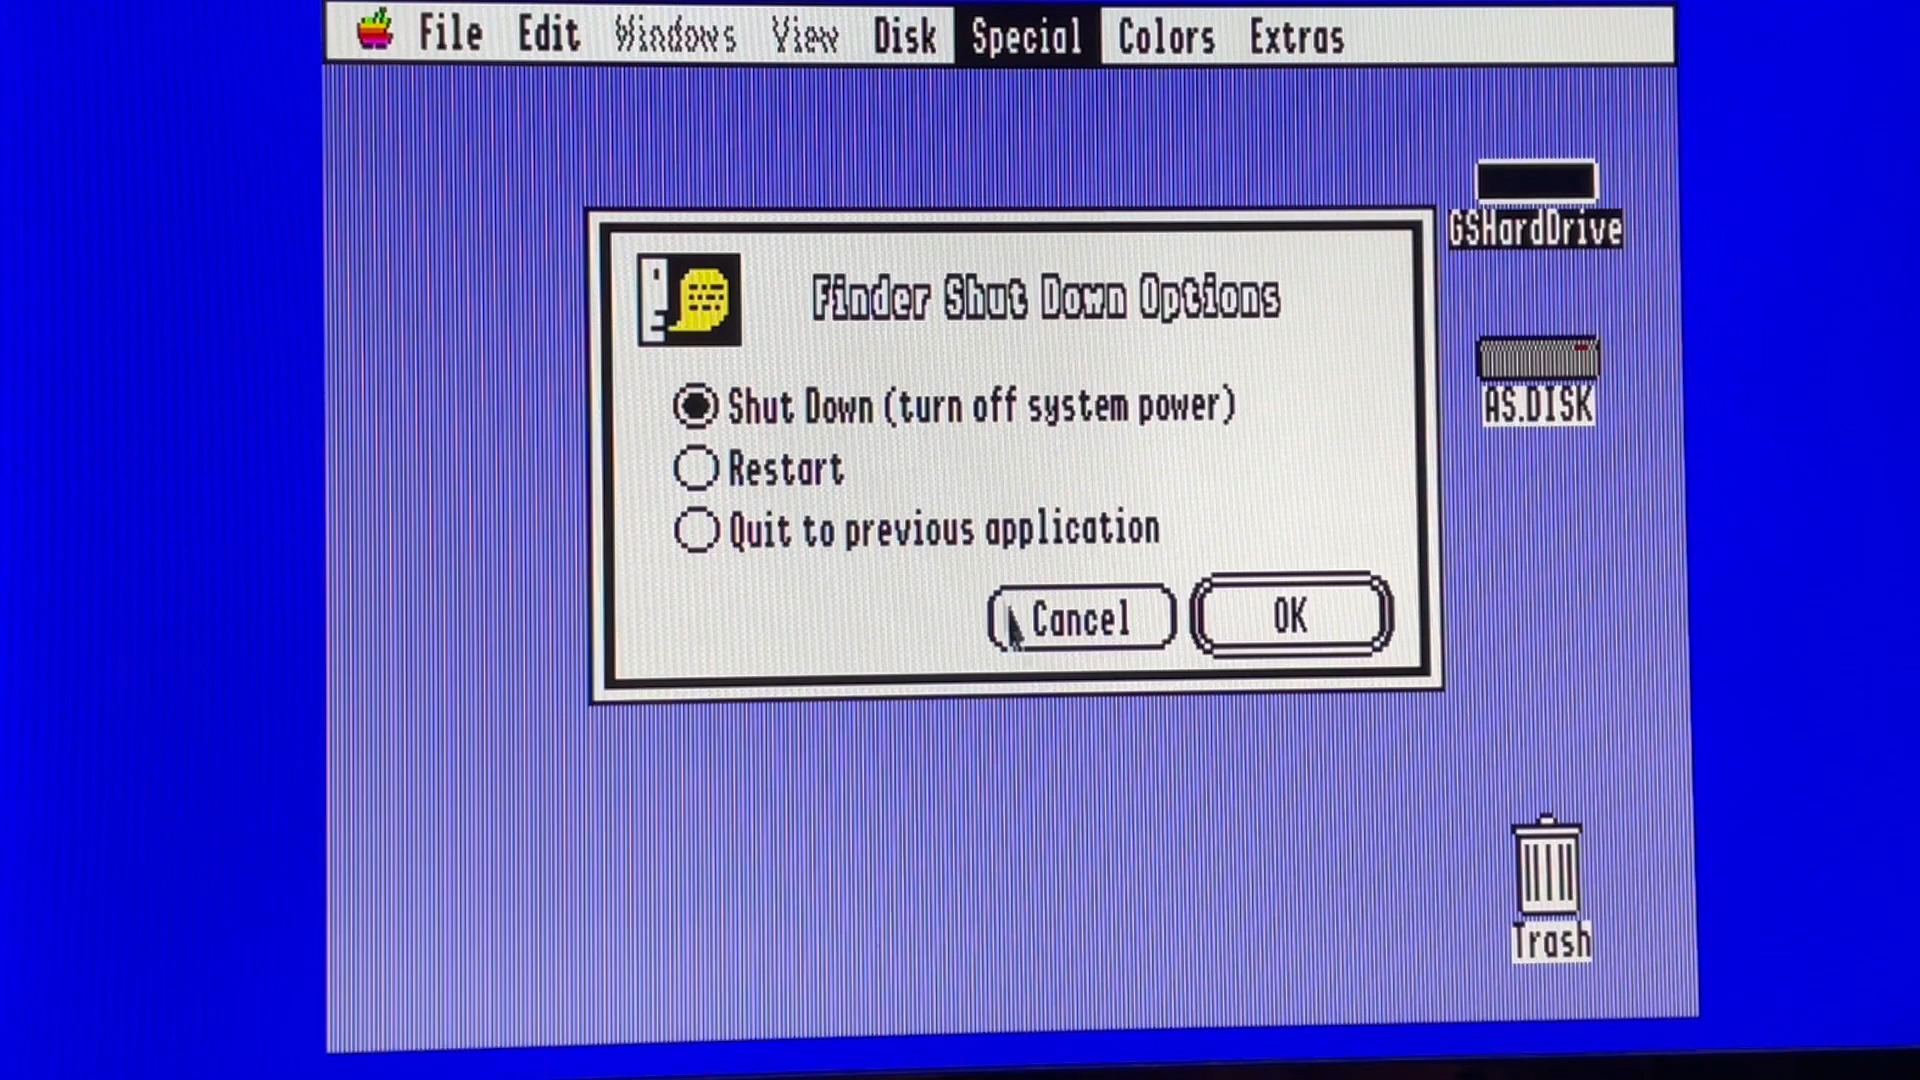 File Edit Windows View Disk Special Colors Extras
GSHardDrive
Finder Shut Down Options
AS.DISK
Shut Down (turn off system power)
Restart
Quit to previous application
Cancel OK
Trash